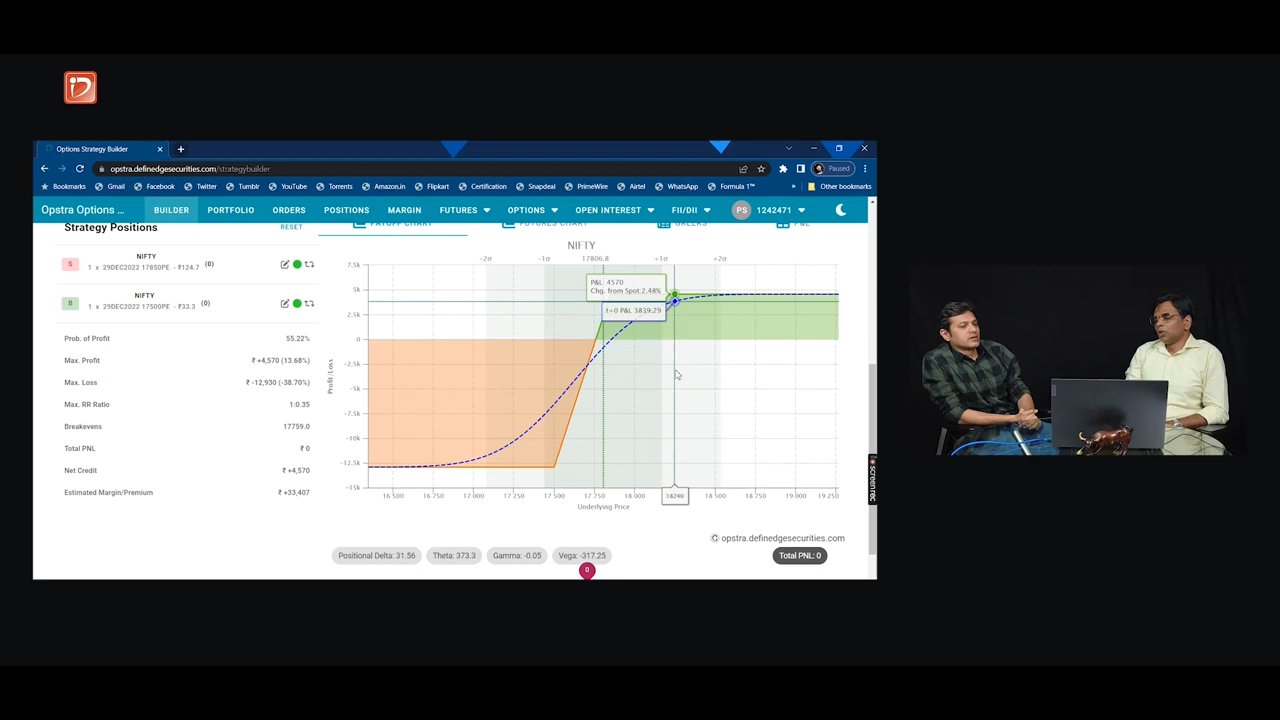 Options Strategy Builder
opstra.definedgesecurities.com/strategybuilder
Paused
Bookmarks Gmail Facebook Twitter Tumblr YouTube Torrents Amazon.in Flipkart Certification Snapdeal PrimeWire Airtel WhatsApp Formula 1™ » Other bookmarks
Opstra Options ... BUILDER PORTFOLIO ORDERS POSITIONS MARGIN FUTURES OPTIONS OPEN INTEREST FII/DII PS 1242471
Strategy Positions RESET
PAYOFF CHART FUTURES CHART GREEKS P&L
NIFTY
S NIFTY
1 x 29DEC2022 17850PE - ₹124.7 (0)
B NIFTY
1 x 29DEC2022 17500PE - ₹33.3 (0)
Prob. of Profit 55.22%
Max. Profit ₹ +4,570 (13.68%)
Max. Loss ₹ -12,930 (-38.70%)
Max. RR Ratio 1:0.35
Breakevens 17759.0
Total PNL ₹ 0
Net Credit ₹ +4,570
Estimated Margin/Premium ₹ +33,407
-2σ -1σ 17806.8 +1σ +2σ
P&L: 4570
Chg. from Spot:2.48%
t+0 P&L 3839.29
7.5k
5k
2.5k
0
-2.5k
-5k
-7.5k
-10k
-12.5k
-15k
Profit/Loss
16 500 16 750 17 000 17 250 17 500 17 750 18 000 18249 18 500 18 750 19 000 19 250
Underlying Price
opstra.definedgesecurities.com
Positional Delta: 31.56 Theta: 373.3 Gamma: -0.05 Vega: -317.25 Total PNL: 0
0
screenrec